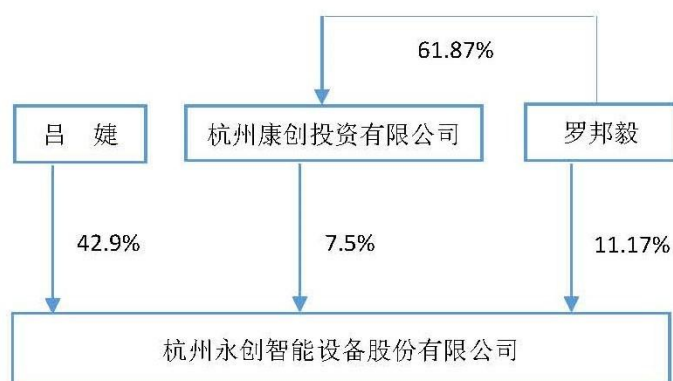 61.87%
吕 婕
杭州康创投资有限公司
罗邦毅
42.9%
7.5%
11.17%
杭州永创智能设备股份有限公司